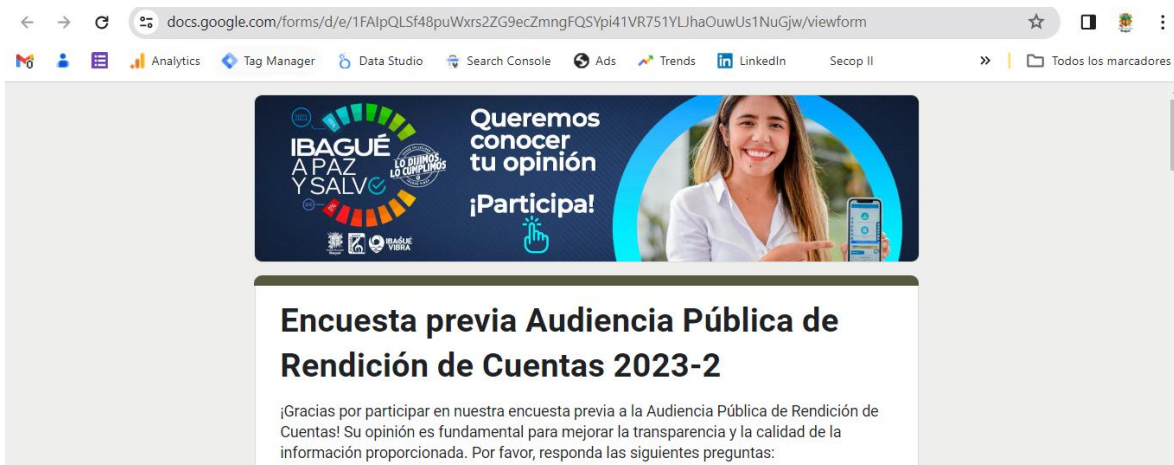 docs.google.com/forms/d/e/1FAIpQLSf48puWxrs2ZG9ecZmngFQSYpi41VR751YLJhaOuwUs1NuGjw/viewform
Analytics Tag Manager Data Studio Search Console Ads Trends LinkedIn Secop II » Todos los marcadores
IBAGUÉ
A PAZ
Y SALVO
LO DIJIMOS,
LO CUMPLIMOS
IBAGUÉ
VIBRA
Queremos
conocer
tu opinión
¡Participa!
Encuesta previa Audiencia Pública de
Rendición de Cuentas 2023-2
¡Gracias por participar en nuestra encuesta previa a la Audiencia Pública de Rendición de
Cuentas! Su opinión es fundamental para mejorar la transparencia y la calidad de la
información proporcionada. Por favor, responda las siguientes preguntas: